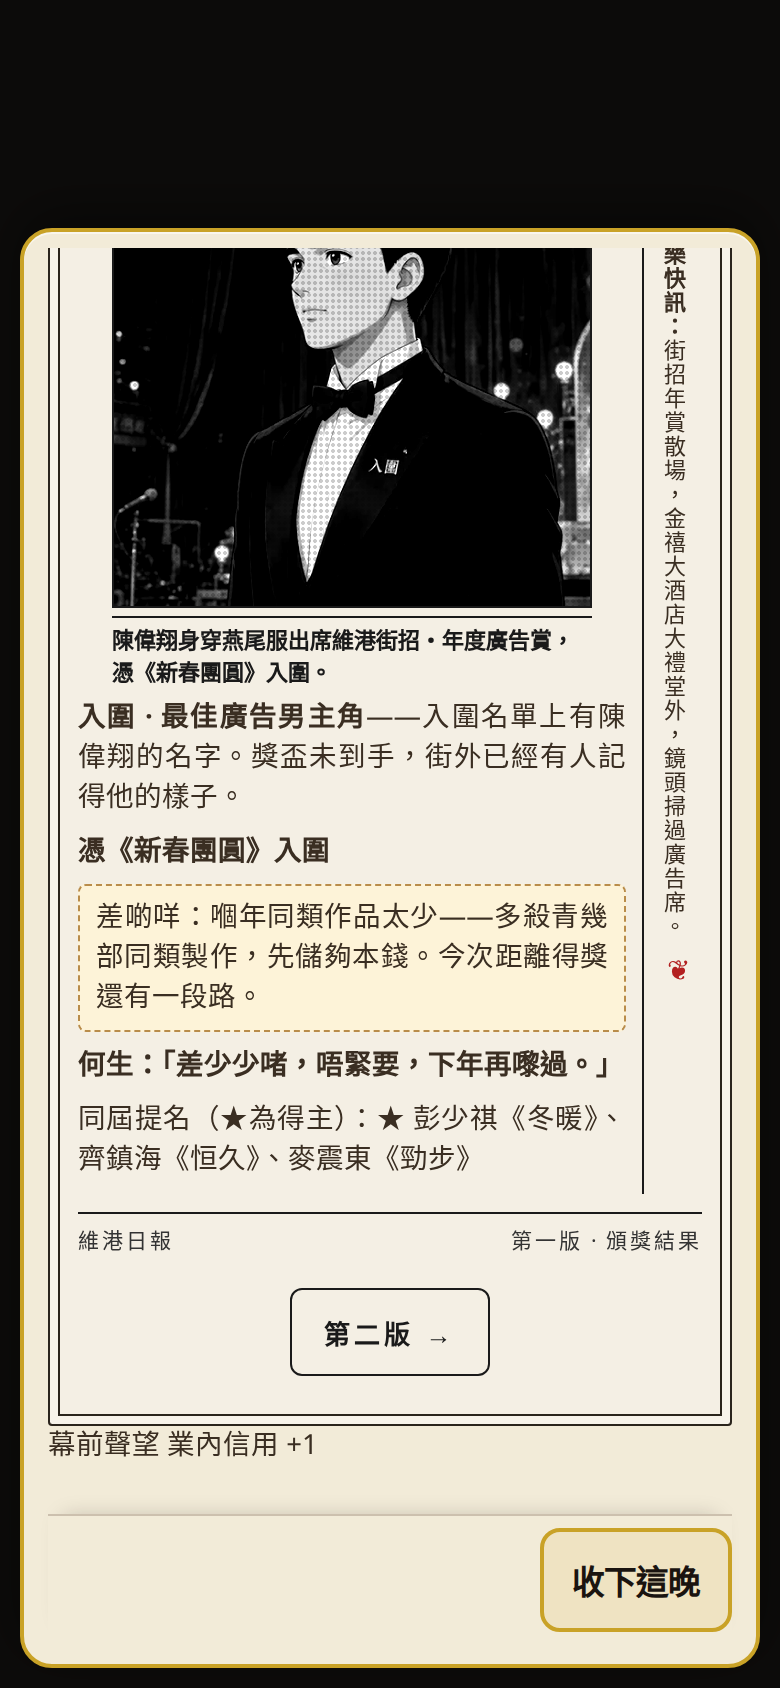 入圍
陳偉翔身穿燕尾服出席維港街招・年度廣告賞，
憑《新春團圓》入圍。
入圍 · 最佳廣告男主角——入圍名單上有陳
偉翔的名字。獎盃未到手，街外已經有人記
得他的樣子。
憑《新春團圓》入圍
差啲咩：嗰年同類作品太少——多殺青幾
部同類製作，先儲夠本錢。今次距離得獎
還有一段路。
何生：「差少少啫，唔緊要，下年再嚟過。」
同屆提名（★為得主）：★ 彭少祺《冬暖》、
齊鎮海《恒久》、麥震東《勁步》
樂快訊：街招年賞散場，金禧大酒店大禮堂外，鏡頭掃過廣告席。
❦
維港日報
第一版 · 頒獎結果
第二版 →
幕前聲望 業內信用 +1
收下這晚